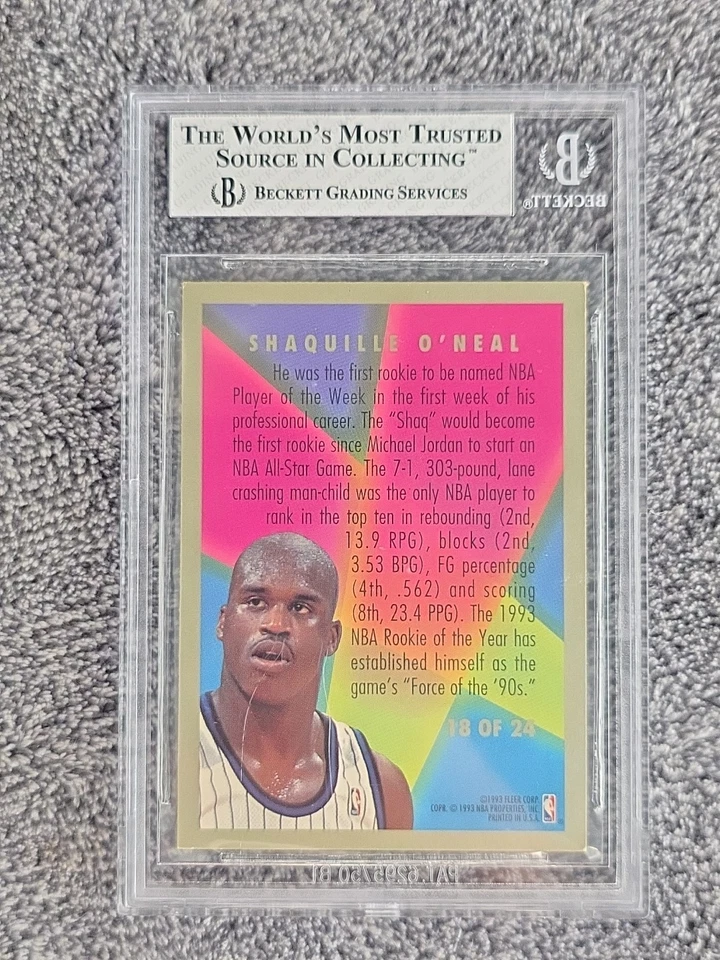 THE WORLD'S MOST TRUSTED
SOURCE IN COLLECTING™
B BECKETT GRADING SERVICES
B
BECKETT®
SHAQUILLE O'NEAL
He was the first rookie to be named NBA
Player of the Week in the first week of his
professional career. The "Shaq" would become
the first rookie since Michael Jordan to start an
NBA All-Star Game. The 7-1, 303-pound, lane
crashing man-child was the only NBA player to
rank in the top ten in rebounding (2nd,
13.9 RPG), blocks (2nd,
3.53 BPG), FG percentage
(4th, .562) and scoring
(8th, 23.4 PPG). The 1993
NBA Rookie of the Year has
established himself as the
game's "Force of the '90s."
18 OF 24
©1993 FLEER CORP.
COPR. © 1993 NBA PROPERTIES, INC.
PRINTED IN U.S.A.